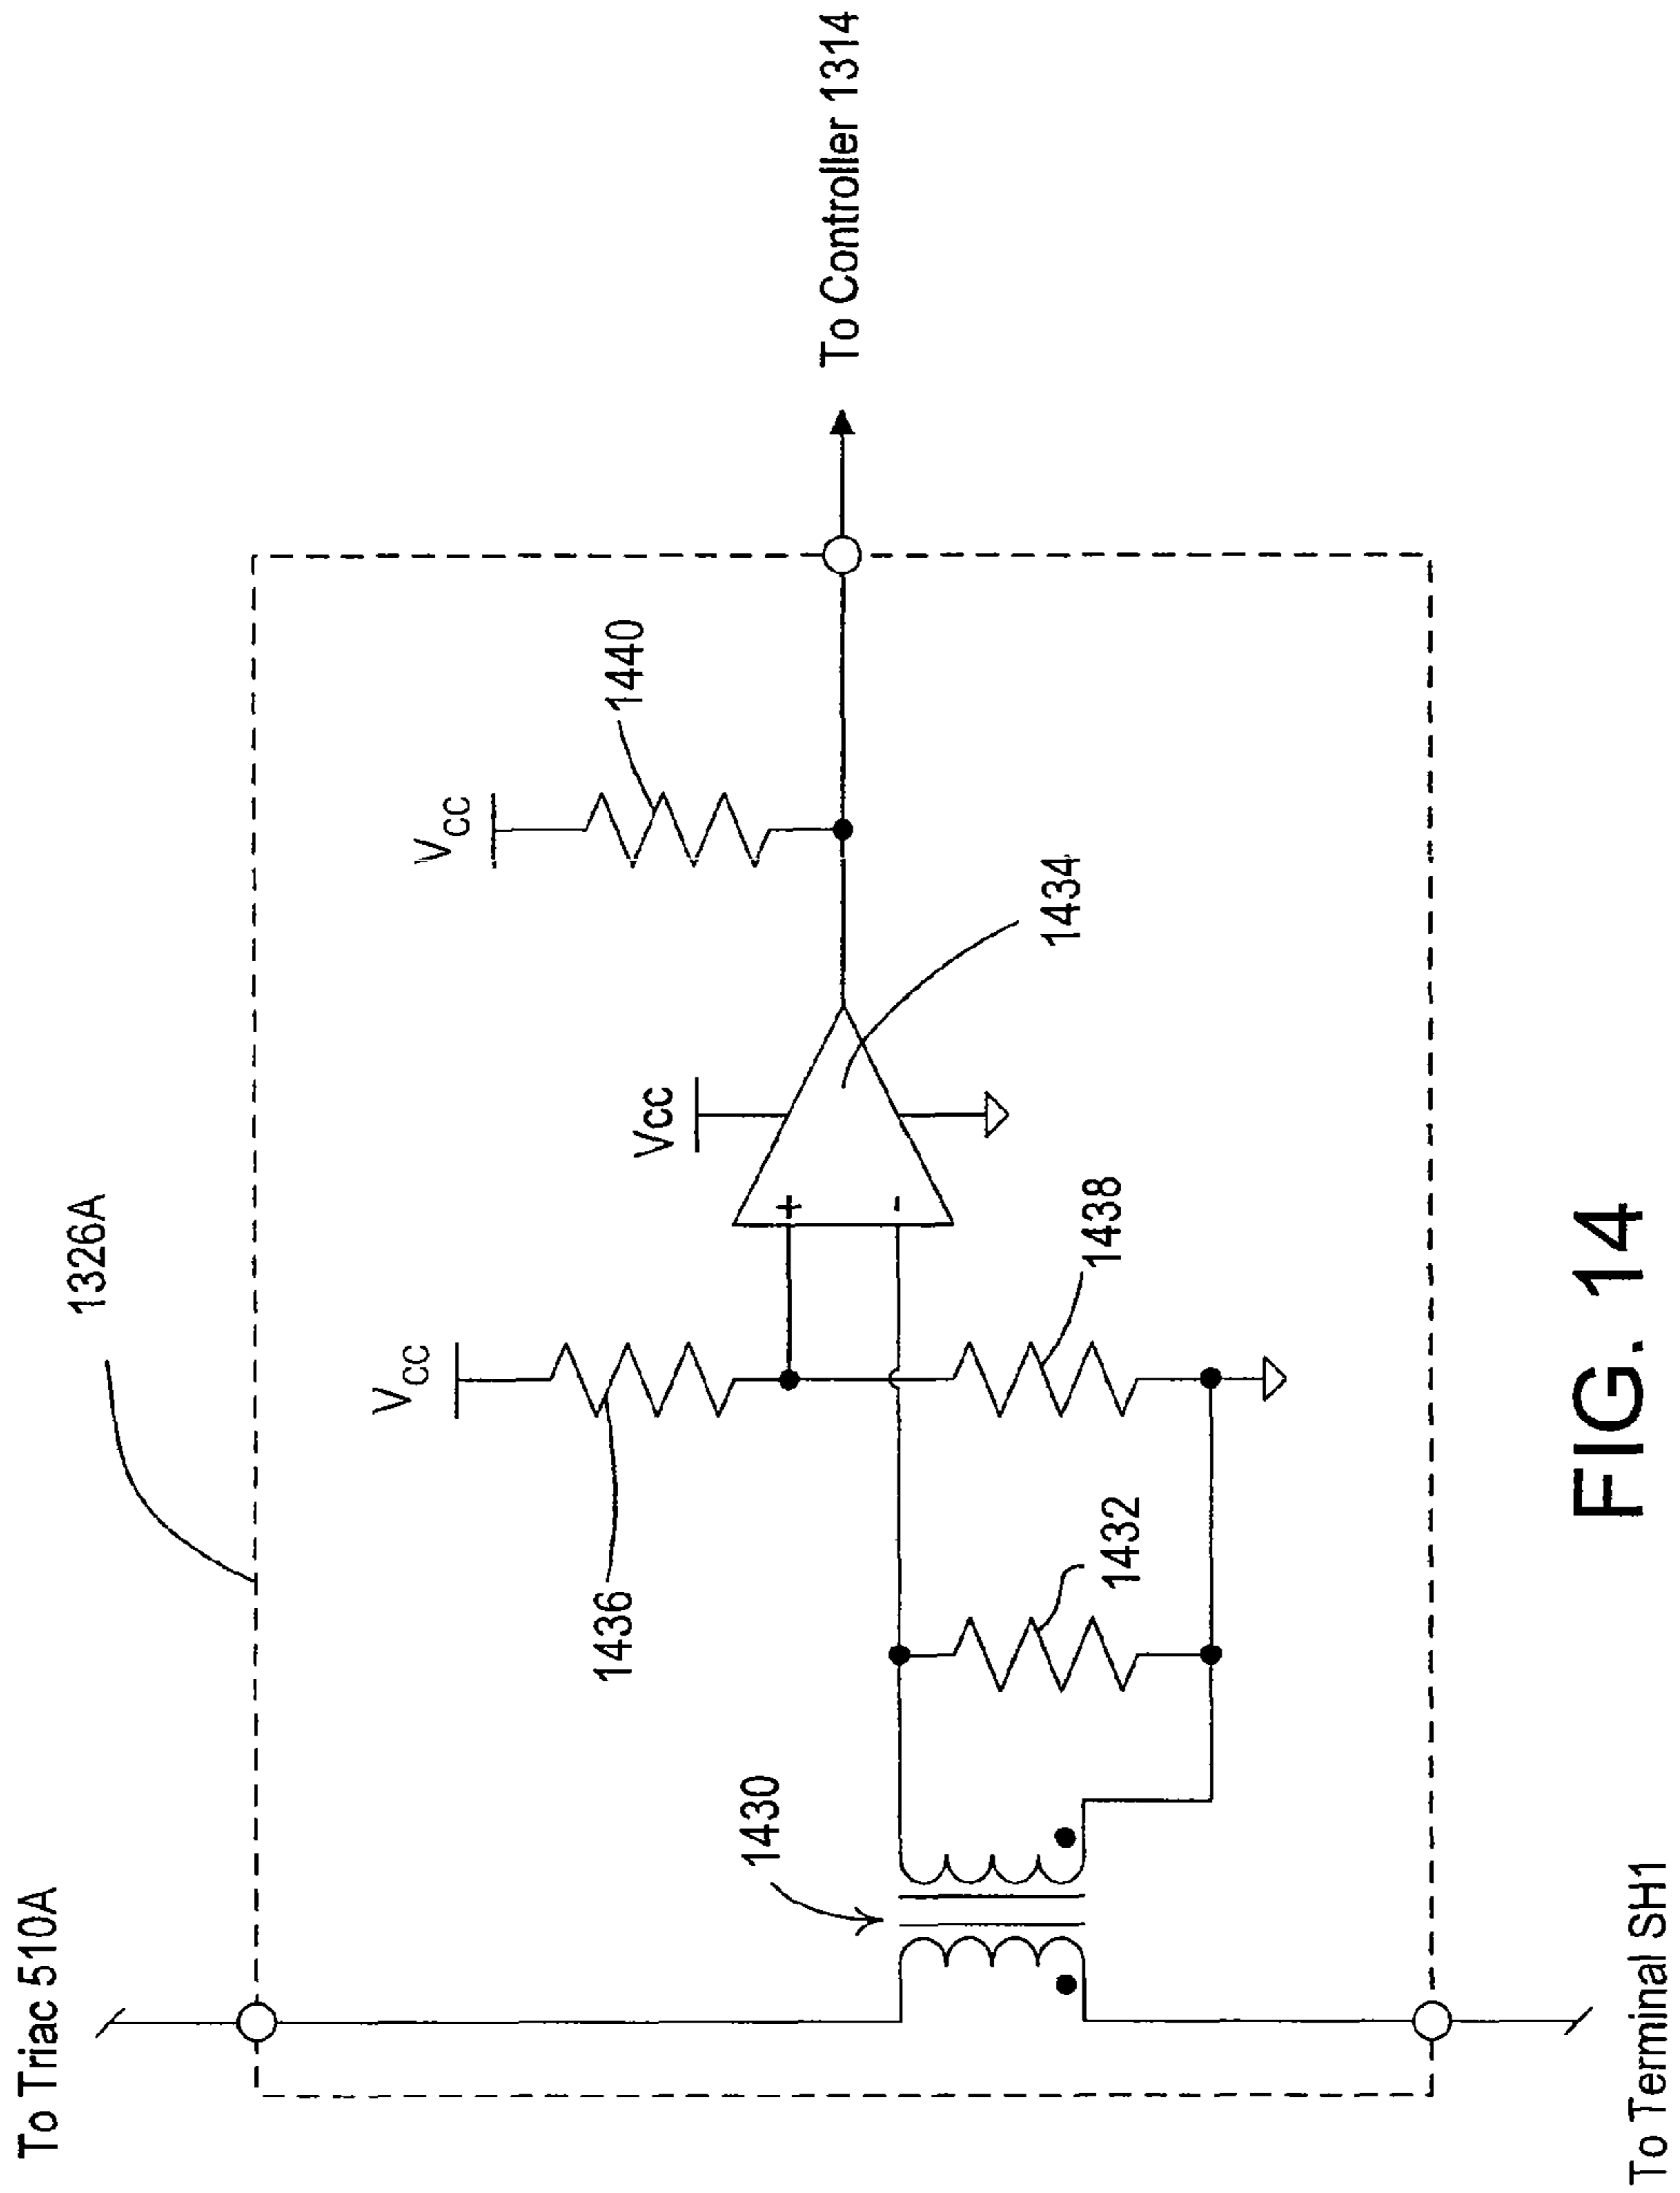 To Triac 510A
1326A
VCC
1436
1430
VCC
1440
Vcc
+
-
1434
1438
1432
To Controller 1314
To Terminal SH1
FIG. 14